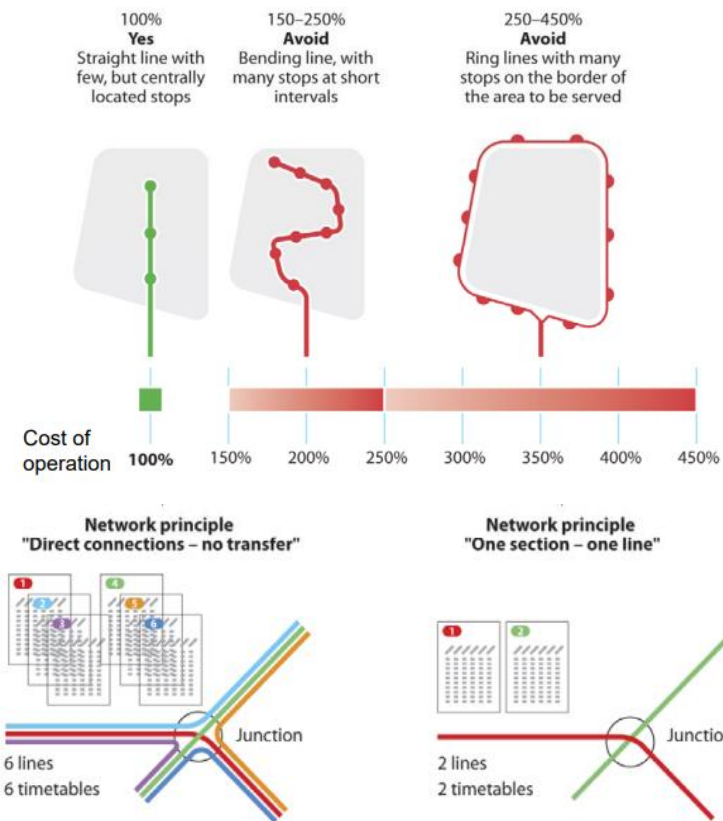 100%
Yes
Straight line with
few, but centrally
located stops
150–250%
Avoid
Bending line, with
many stops at short
intervals
250–450%
Avoid
Ring lines with many
stops on the border of
the area to be served
Cost of
operation
100%
150%
200%
250%
300%
350%
400%
450%
Network principle
"Direct connections – no transfer"
1
2
3
4
5
6
Junction
6 lines
6 timetables
Network principle
"One section – one line"
1
2
Junctio
2 lines
2 timetables